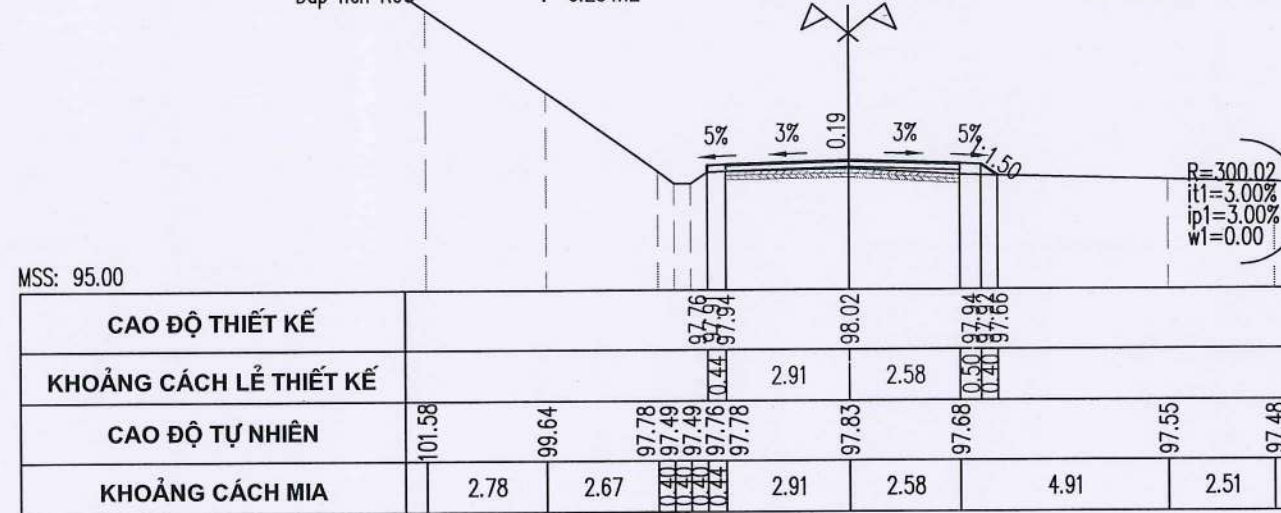 5% 3% 0.19 3% 5% 1:1.50
R=300.02
it1=3.00%
ip1=3.00%
w1=0.00
MSS: 95.00
CAO ĐỘ THIẾT KẾ 97.76 97.94 98.02 97.94 97.92 97.66
KHOẢNG CÁCH LẺ THIẾT KẾ 0.44 2.91 2.58 0.50 0.40
CAO ĐỘ TỰ NHIÊN 101.58 99.64 97.78 97.49 97.49 97.76 97.78 97.83 97.68 97.55 97.48
KHOẢNG CÁCH MIA 2.78 2.67 0.40 0.40 0.40 0.44 2.91 2.58 4.91 2.51